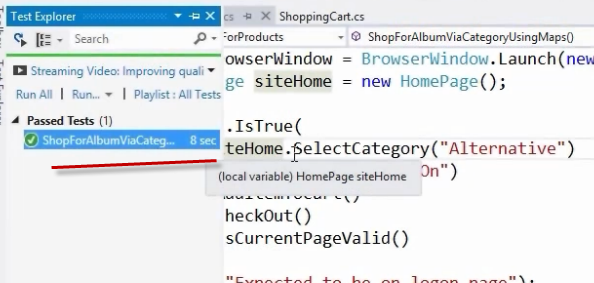 Test Explorer
Search
Streaming Video: Improving quali
Run All | Run... | Playlist : All Tests
Passed Tests (1)
ShopForAlbumViaCateg... 8 sec
cs ShoppingCart.cs
ForProducts ShopForAlbumViaCategoryUsingMaps()
owserWindow = BrowserWindow.Launch(new
ge siteHome = new HomePage();
.IsTrue(
teHome.SelectCategory("Alternative")
On")
(local variable) HomePage siteHome
heckOut()
sCurrentPageValid()
"Expected to be on logon page");